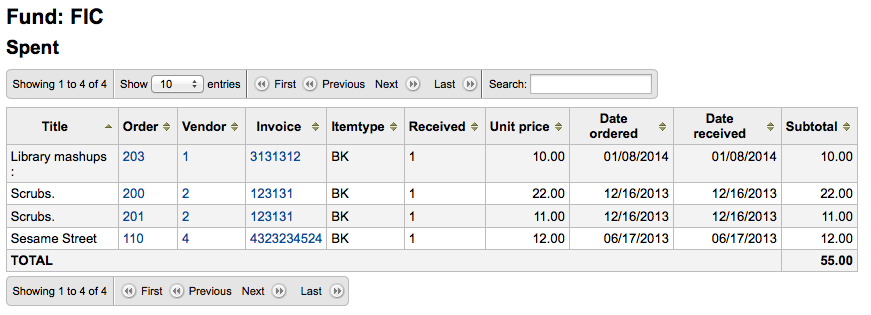 Fund: FIC
Spent
Showing 1 to 4 of 4 Show 10 entries First Previous Next Last Search:
Title Order Vendor Invoice Itemtype Received Unit price Date ordered Date received Subtotal
Library mashups : 203 1 3131312 BK 1 10.00 01/08/2014 01/08/2014 10.00
Scrubs. 200 2 123131 BK 1 22.00 12/16/2013 12/16/2013 22.00
Scrubs. 201 2 123131 BK 1 11.00 12/16/2013 12/16/2013 11.00
Sesame Street 110 4 4323234524 BK 1 12.00 06/17/2013 06/17/2013 12.00
TOTAL 55.00
Showing 1 to 4 of 4 First Previous Next Last